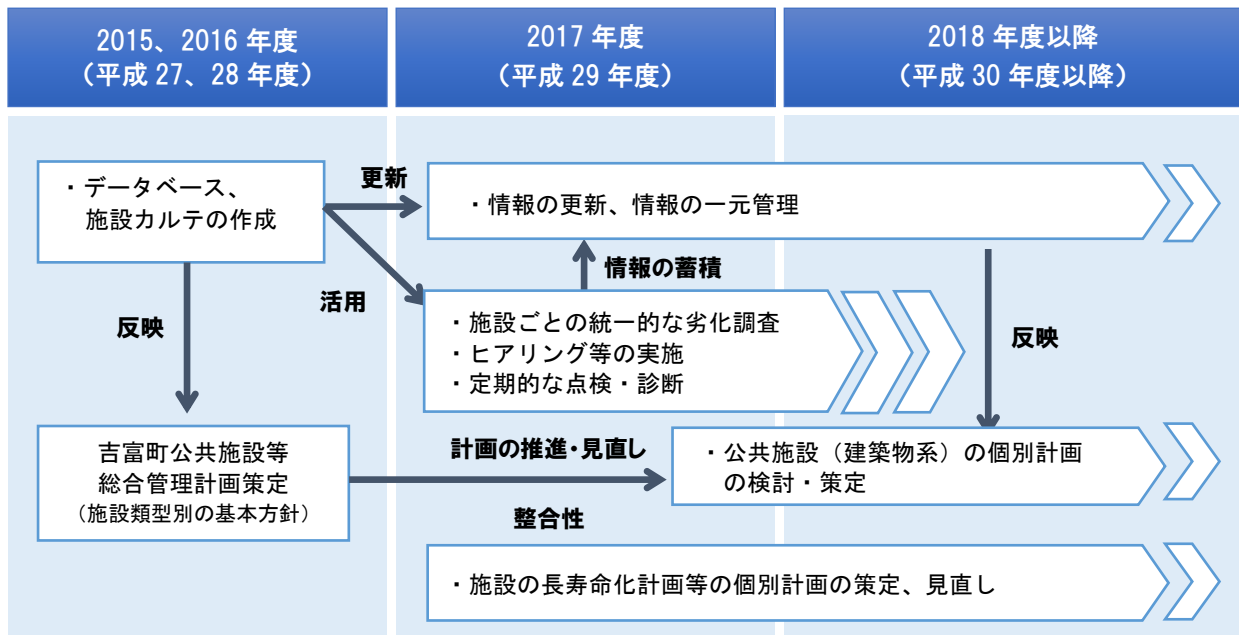 2015、2016 年度
（平成 27、28 年度）
2017 年度
（平成 29 年度）
2018 年度以降
（平成 30 年度以降）
・データベース、
施設カルテの作成
更新
・情報の更新、情報の一元管理
活用
情報の蓄積
反映
・施設ごとの統一的な劣化調査
・ヒアリング等の実施
・定期的な点検・診断
反映
吉富町公共施設等
総合管理計画策定
（施設類型別の基本方針）
計画の推進・見直し
整合性
・公共施設（建築物系）の個別計画
の検討・策定
・施設の長寿命化計画等の個別計画の策定、見直し